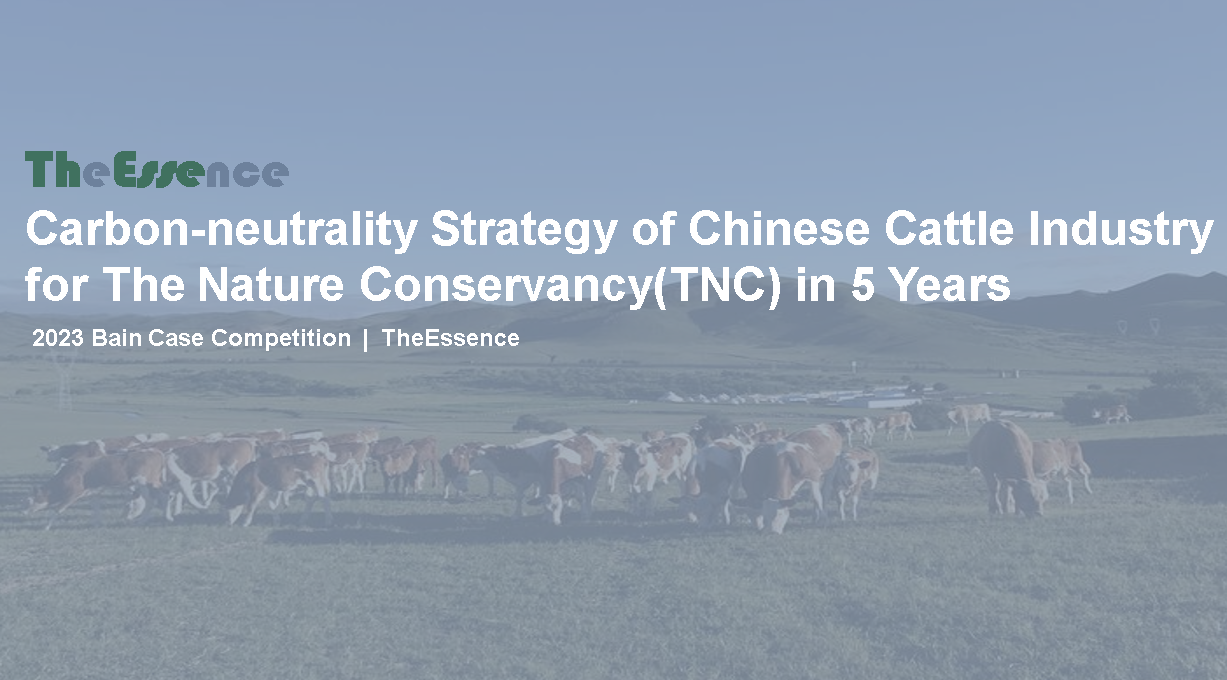 TheEssence
Carbon-neutrality Strategy of Chinese Cattle Industry
for The Nature Conservancy(TNC) in 5 Years
2023 Bain Case Competition | TheEssence